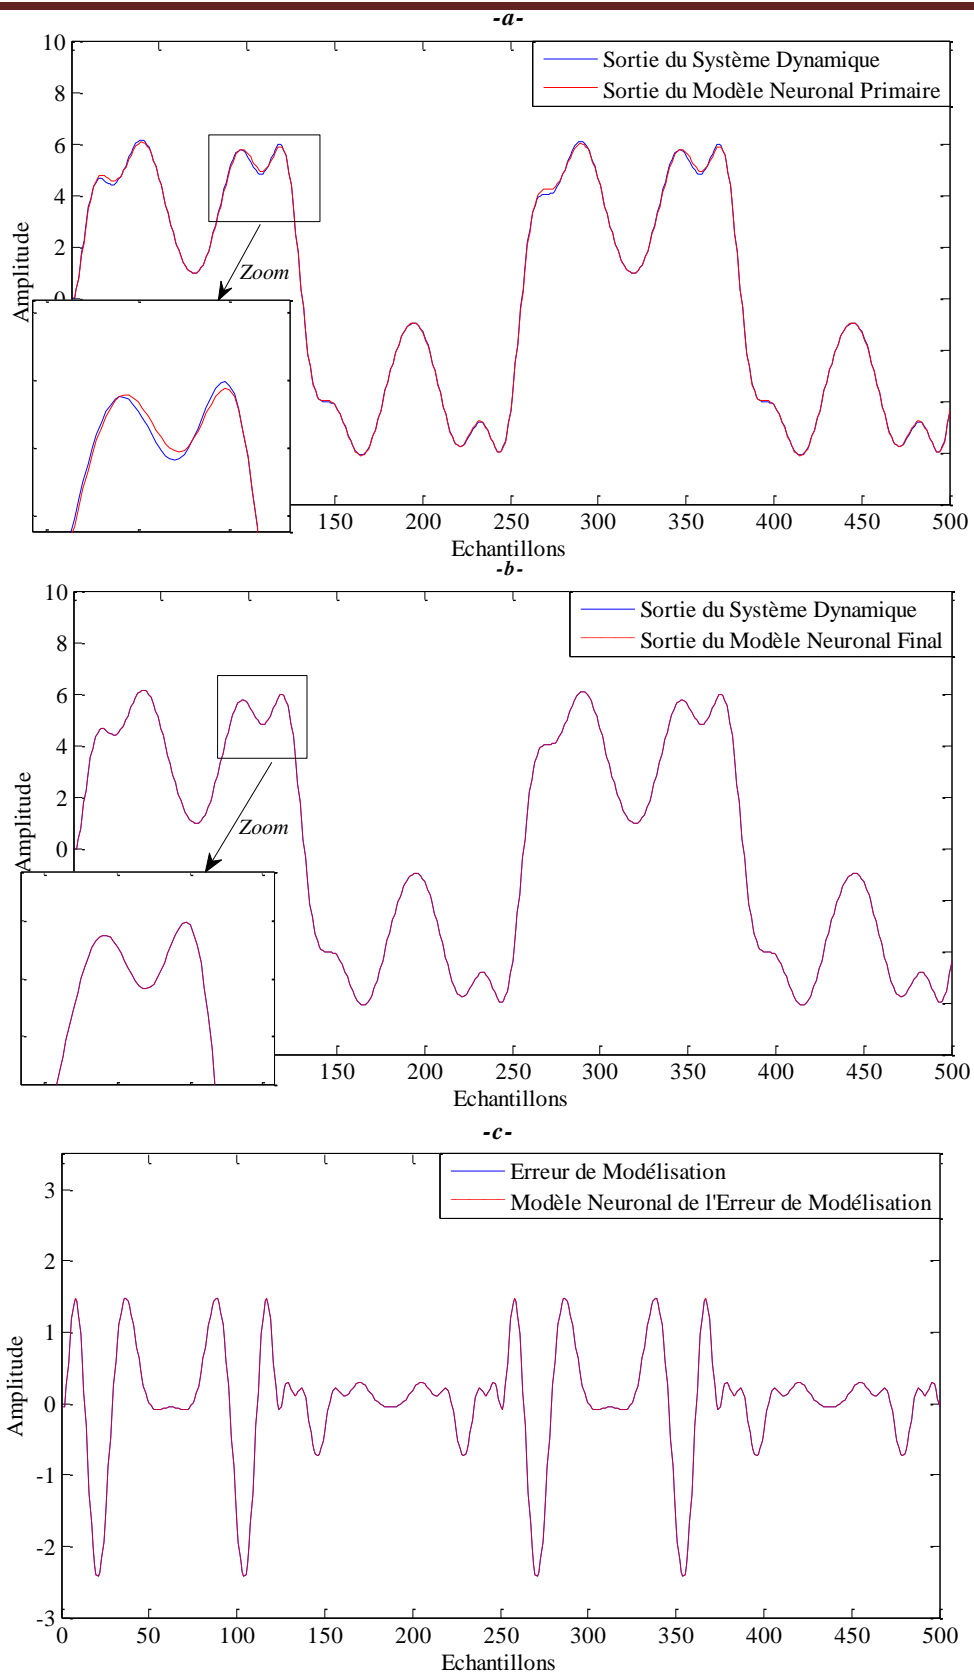 -a-
10
8
6
4
2
0
Amplitude
Sortie du Système Dynamique
Sortie du Modèle Neuronal Primaire
Zoom
150 200 250 300 350 400 450 500
Echantillons
-b-
10
8
6
4
2
0
Amplitude
Sortie du Système Dynamique
Sortie du Modèle Neuronal Final
Zoom
150 200 250 300 350 400 450 500
Echantillons
-c-
3
2
1
0
-1
-2
-3
Amplitude
Erreur de Modélisation
Modèle Neuronal de l'Erreur de Modélisation
0 50 100 150 200 250 300 350 400 450 500
Echantillons